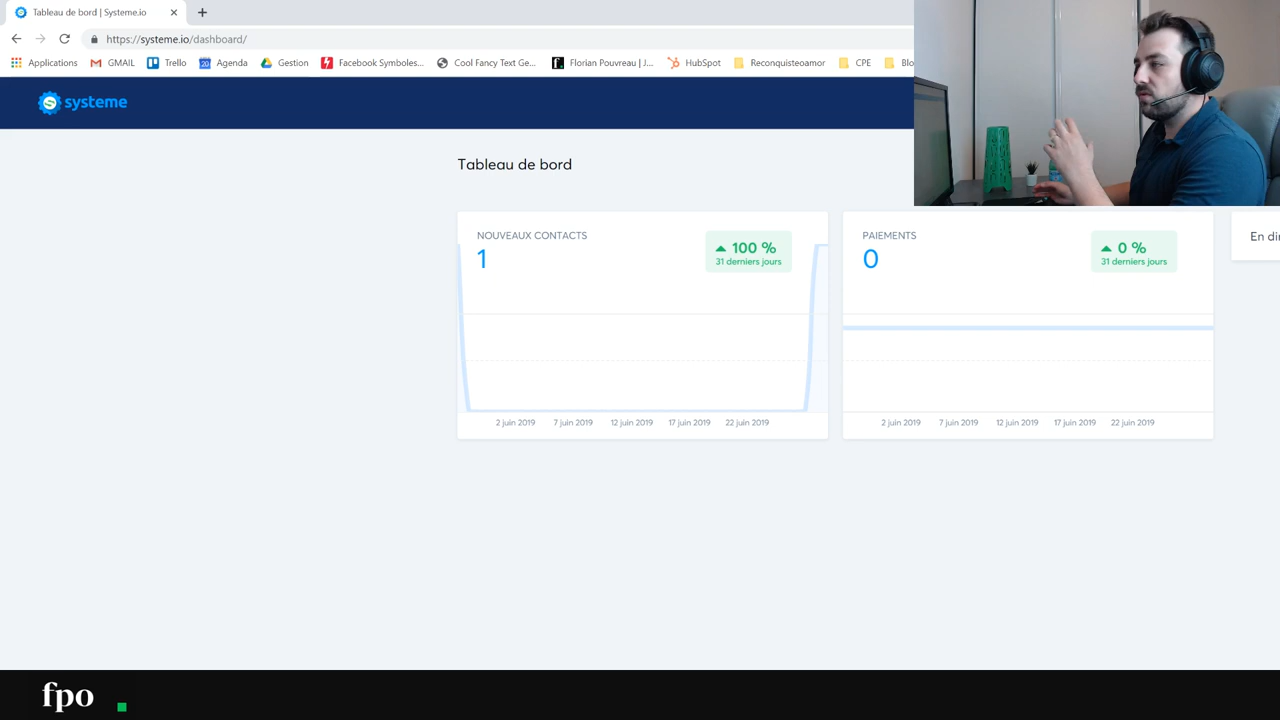 Tableau de bord | Systeme.io
https://systeme.io/dashboard/
Applications GMAIL Trello 20 Agenda Gestion Facebook Symboles... Cool Fancy Text Ge... f. Florian Pouvreau | J... HubSpot Reconquisteoamor CPE Blo
systeme
Tableau de bord
NOUVEAUX CONTACTS
1
100 %
31 derniers jours
2 juin 2019 7 juin 2019 12 juin 2019 17 juin 2019 22 juin 2019
PAIEMENTS
0
0 %
31 derniers jours
2 juin 2019 7 juin 2019 12 juin 2019 17 juin 2019 22 juin 2019
En di
fpo